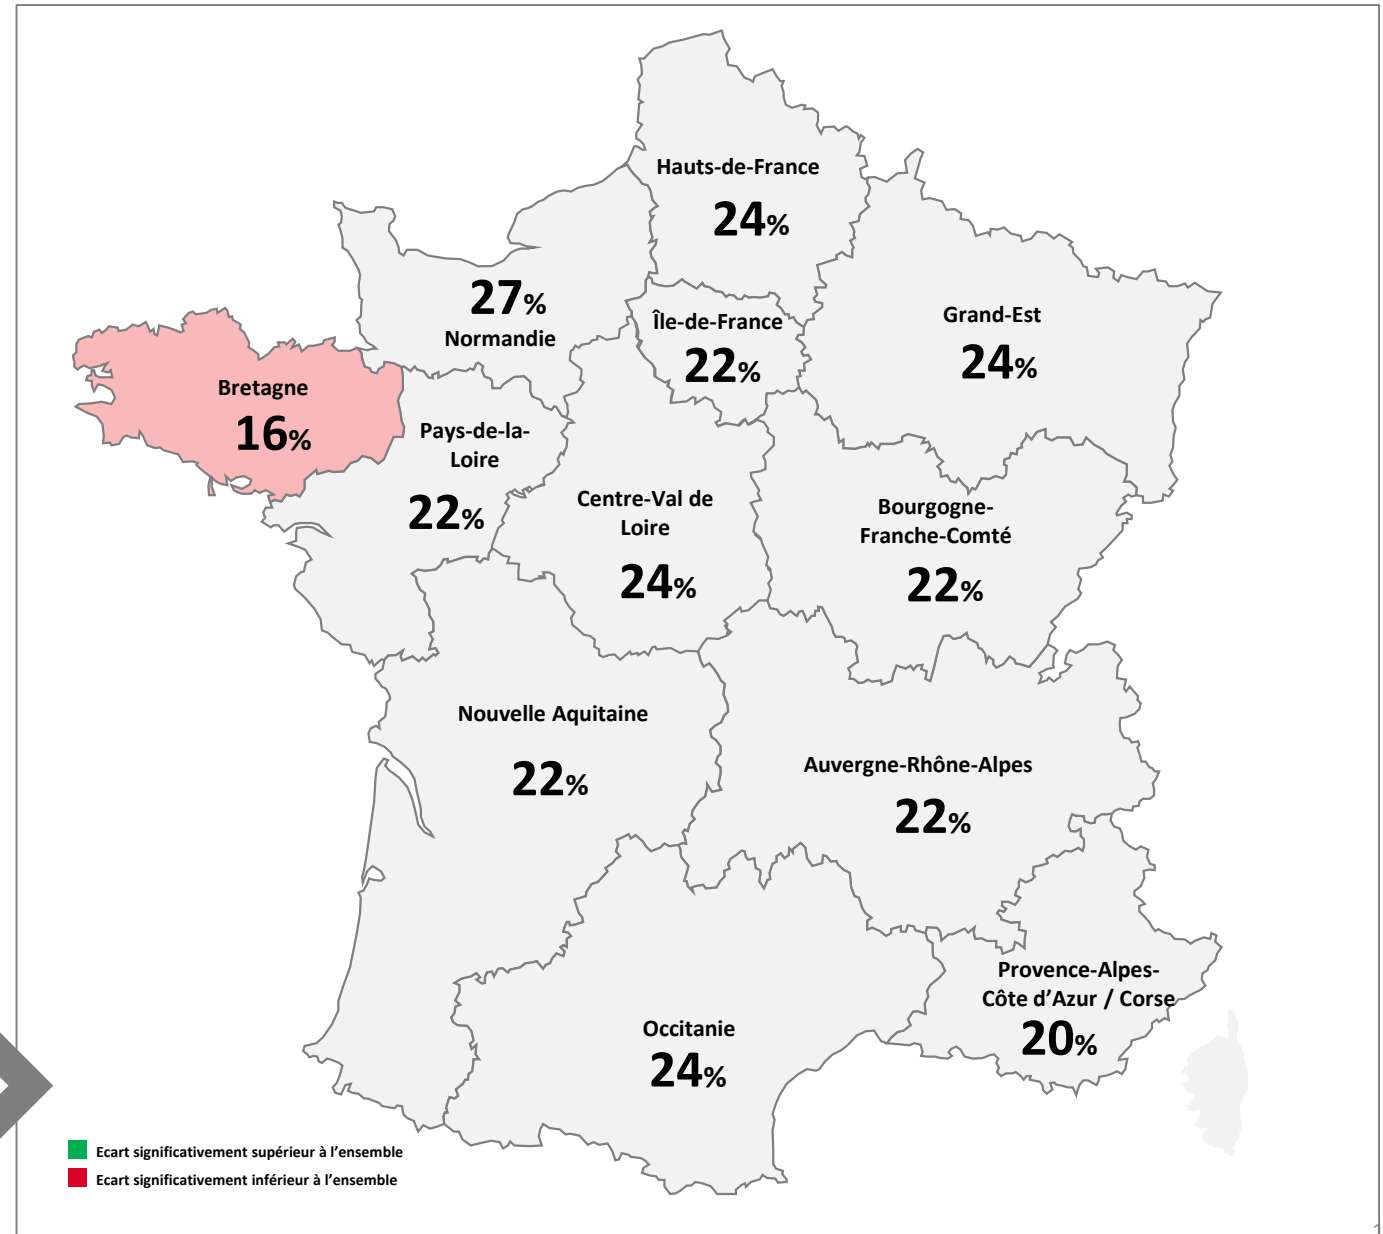 Hauts-de-France
24%
27%
Normandie
Île-de-France
22%
Grand-Est
24%
Bretagne
16%
Pays-de-la-
Loire
22%
Centre-Val de
Loire
24%
Bourgogne-
Franche-Comté
22%
Nouvelle Aquitaine
22%
Auvergne-Rhône-Alpes
22%
Provence-Alpes-
Côte d’Azur / Corse
20%
Occitanie
24%
Ecart significativement supérieur à l’ensemble
Ecart significativement inférieur à l’ensemble